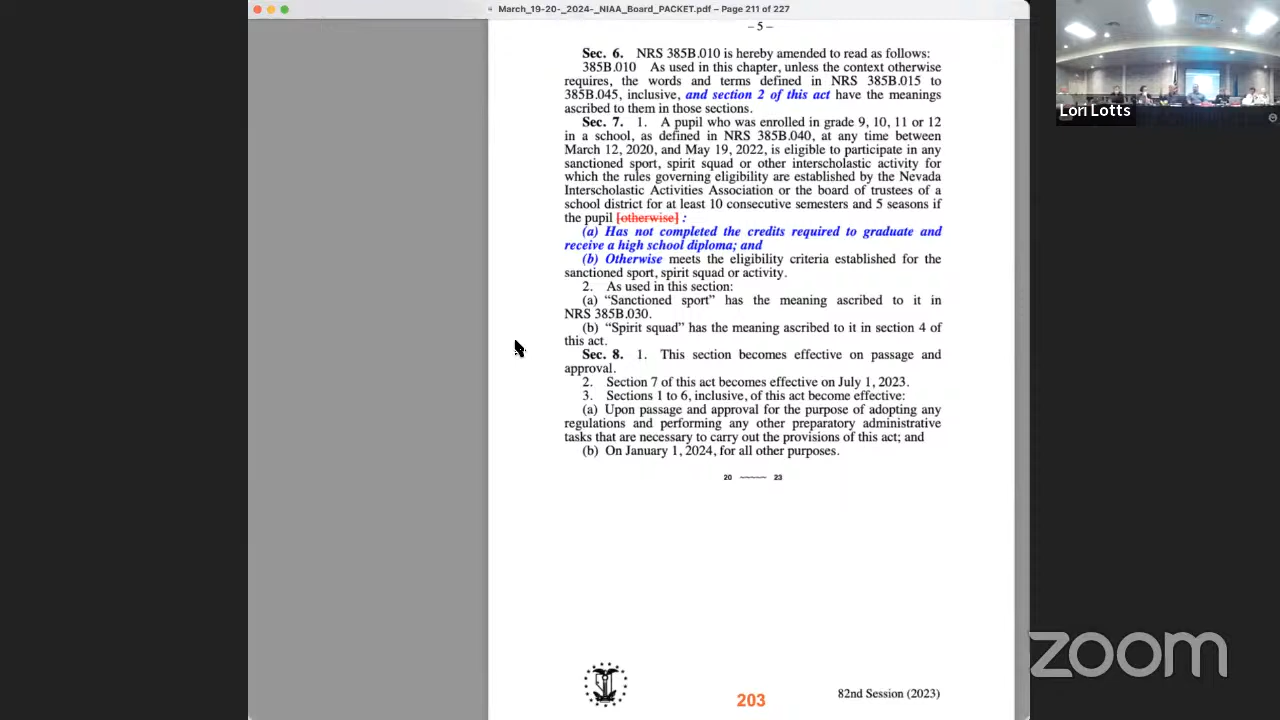 March_19-20-_2024-_NIAA_Board_PACKET.pdf – Page 211 of 227
– 5 –
Sec. 6. NRS 385B.010 is hereby amended to read as follows:
385B.010 As used in this chapter, unless the context otherwise
requires, the words and terms defined in NRS 385B.015 to
385B.045, inclusive, and section 2 of this act have the meanings
ascribed to them in those sections.
Sec. 7. 1. A pupil who was enrolled in grade 9, 10, 11 or 12
in a school, as defined in NRS 385B.040, at any time between
March 12, 2020, and May 19, 2022, is eligible to participate in any
sanctioned sport, spirit squad or other interscholastic activity for
which the rules governing eligibility are established by the Nevada
Interscholastic Activities Association or the board of trustees of a
school district for at least 10 consecutive semesters and 5 seasons if
the pupil [otherwise] :
(a) Has not completed the credits required to graduate and
receive a high school diploma; and
(b) Otherwise meets the eligibility criteria established for the
sanctioned sport, spirit squad or activity.
2. As used in this section:
(a) “Sanctioned sport” has the meaning ascribed to it in
NRS 385B.030.
(b) “Spirit squad” has the meaning ascribed to it in section 4 of
this act.
Sec. 8. 1. This section becomes effective on passage and
approval.
2. Section 7 of this act becomes effective on July 1, 2023.
3. Sections 1 to 6, inclusive, of this act become effective:
(a) Upon passage and approval for the purpose of adopting any
regulations and performing any other preparatory administrative
tasks that are necessary to carry out the provisions of this act; and
(b) On January 1, 2024, for all other purposes.
20 ~~~~~ 23
203
82nd Session (2023)
Lori Lotts
zoom